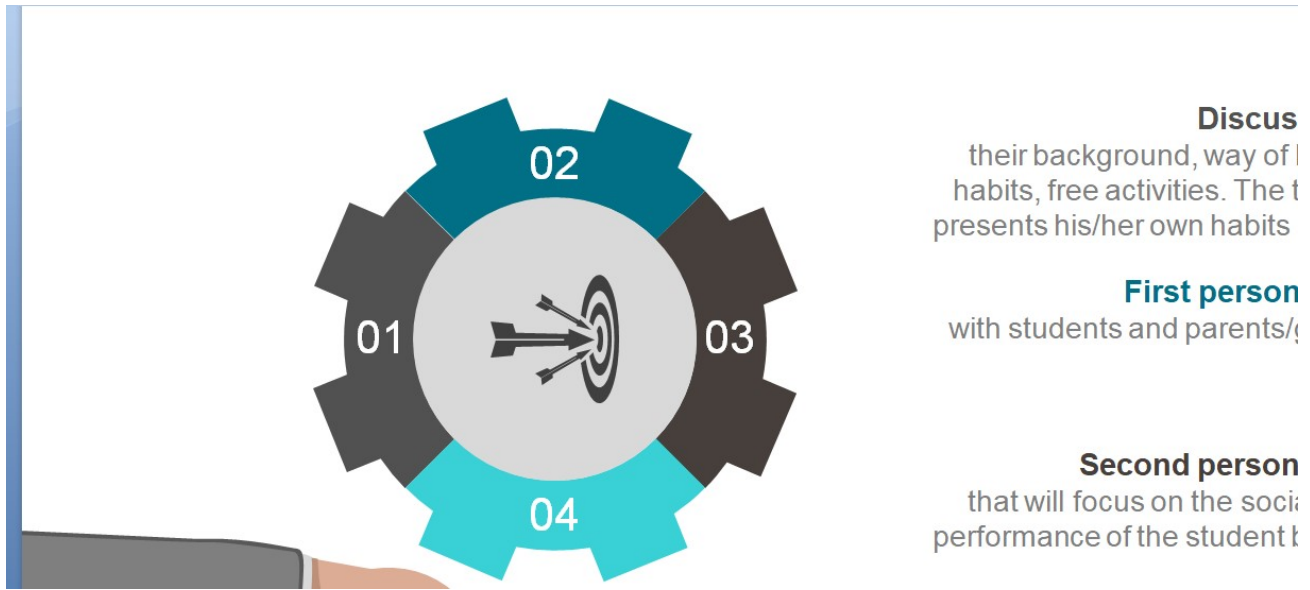 02
01
03
04
Discus
their background, way of
habits, free activities. The
presents his/her own habits
First person
with students and parents/
Second person
that will focus on the socia
performance of the student